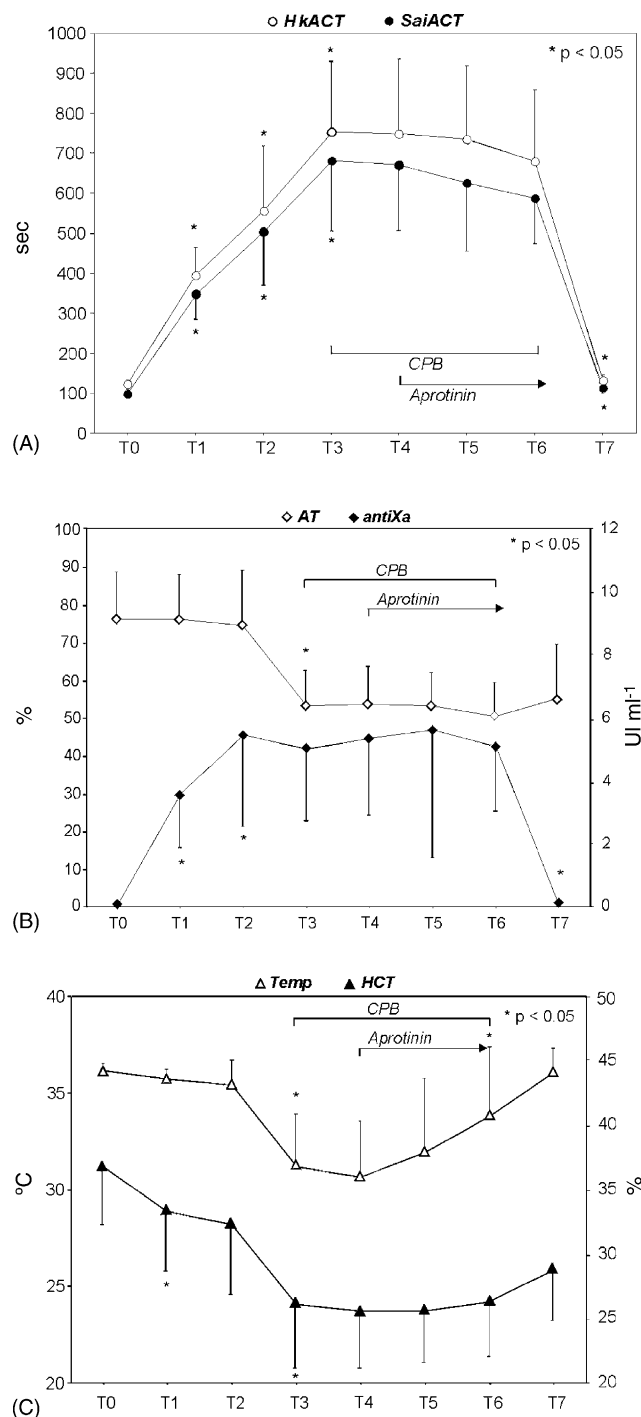 HkACT SaiACT
1000
* p < 0.05
900
800
700
600
500
400
300
200
100
0
sec
* * *
* * *
CPB
Aprotinin
*
*
T0 T1 T2 T3 T4 T5 T6 T7
(A)
AT antiXa
100
90
80
70
60
50
40
30
20
10
0
%
* p < 0.05
CPB
Aprotinin
*
* * *
12
10
8
6
4
2
0
UI ml-1
T0 T1 T2 T3 T4 T5 T6 T7
(B)
Temp HCT
40
35
30
25
20
ºC
CPB
* p < 0.05
Aprotinin
* *
* *
50
45
40
35
30
25
20
%
T0 T1 T2 T3 T4 T5 T6 T7
(C)